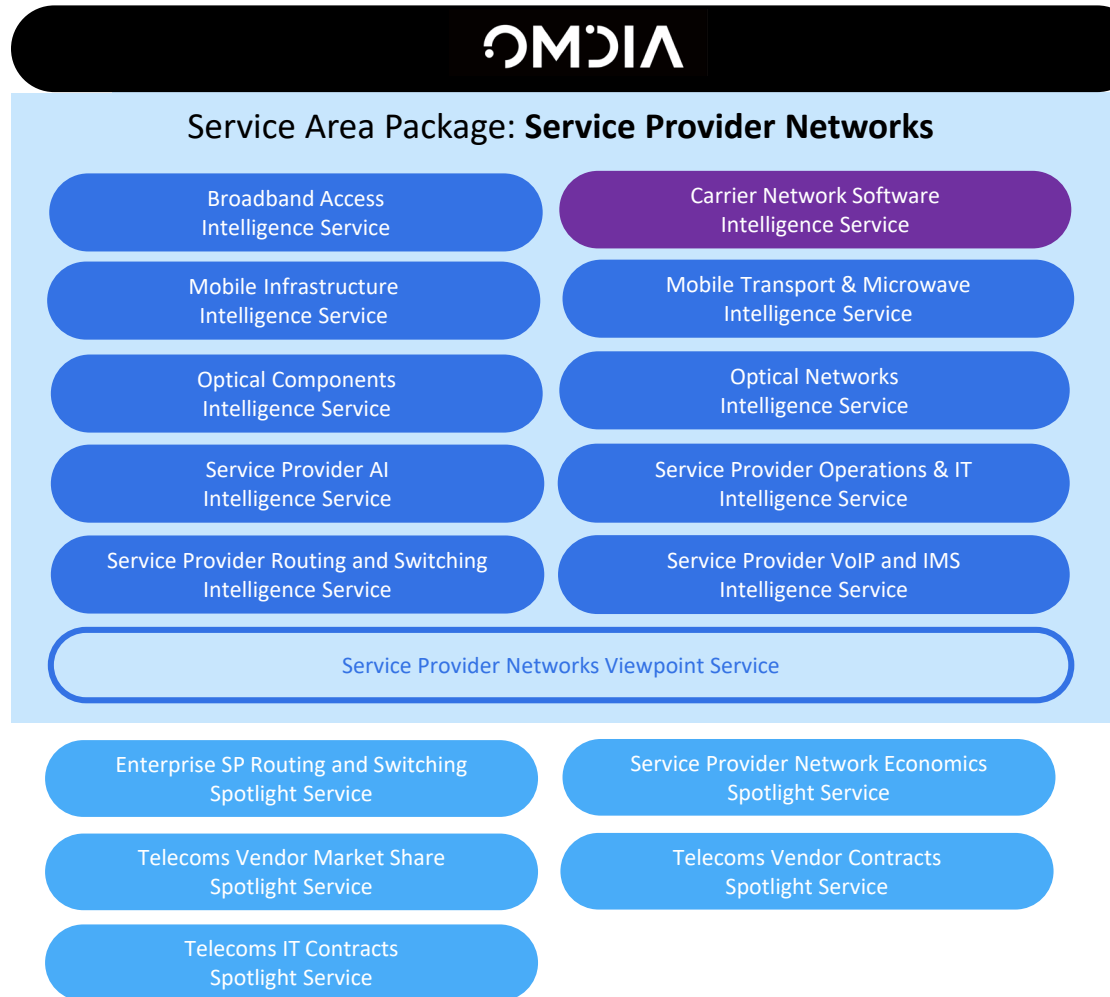 OMDIA
Service Area Package: Service Provider Networks
Broadband Access
Intelligence Service
Carrier Network Software
Intelligence Service
Mobile Infrastructure
Intelligence Service
Mobile Transport & Microwave
Intelligence Service
Optical Components
Intelligence Service
Optical Networks
Intelligence Service
Service Provider AI
Intelligence Service
Service Provider Operations & IT
Intelligence Service
Service Provider Routing and Switching
Intelligence Service
Service Provider VoIP and IMS
Intelligence Service
Service Provider Networks Viewpoint Service
Enterprise SP Routing and Switching
Spotlight Service
Service Provider Network Economics
Spotlight Service
Telecoms Vendor Market Share
Spotlight Service
Telecoms Vendor Contracts
Spotlight Service
Telecoms IT Contracts
Spotlight Service